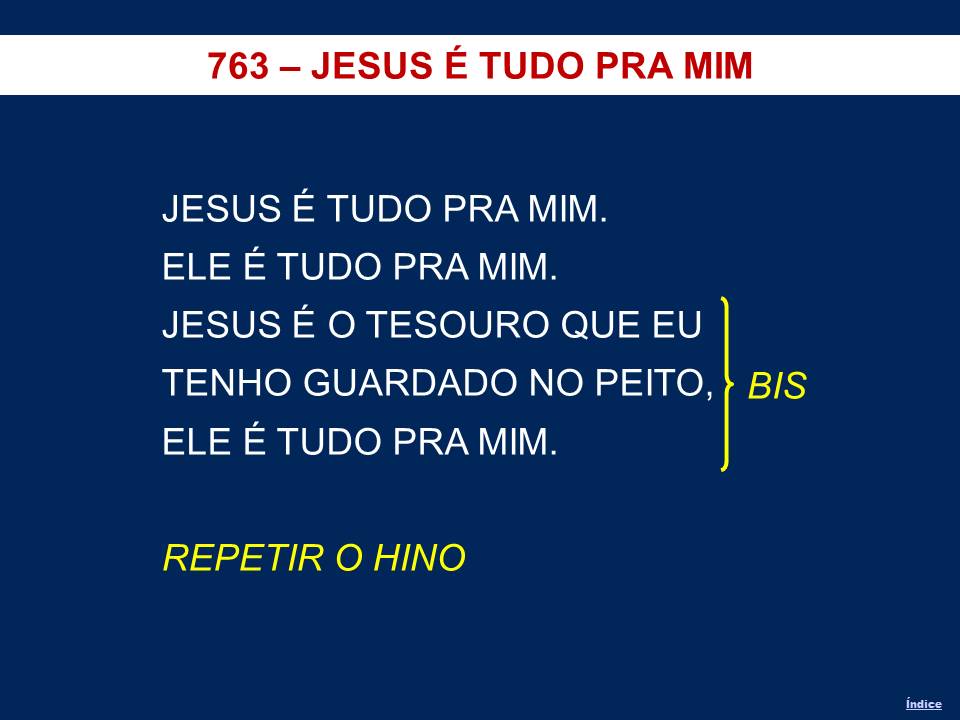 763 – JESUS É TUDO PRA MIM
JESUS É TUDO PRA MIM.
ELE É TUDO PRA MIM.
JESUS É O TESOURO QUE EU
TENHO GUARDADO NO PEITO,
BIS
ELE É TUDO PRA MIM.
REPETIR O HINO
Índice